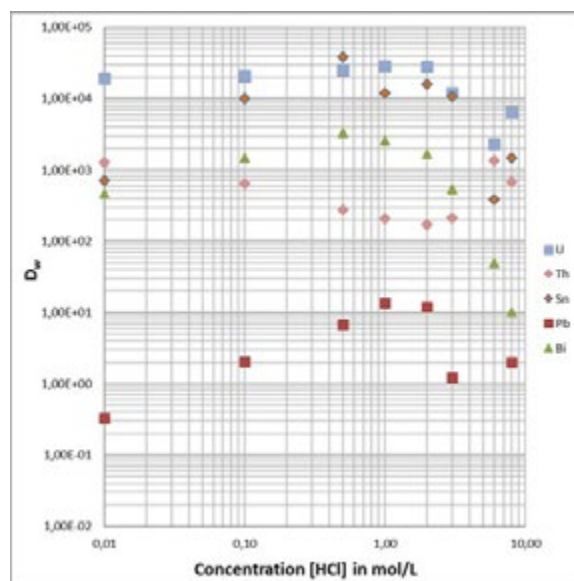 1,00E+05
1,00E+04
1,00E+03
1,00E+02
1,00E+01
1,00E+00
1,00E-01
1,00E-02
Dw
0,01 0,10 1,00 10,00
Concentration [HCl] in mol/L
U
Th
Sn
Pb
Bi